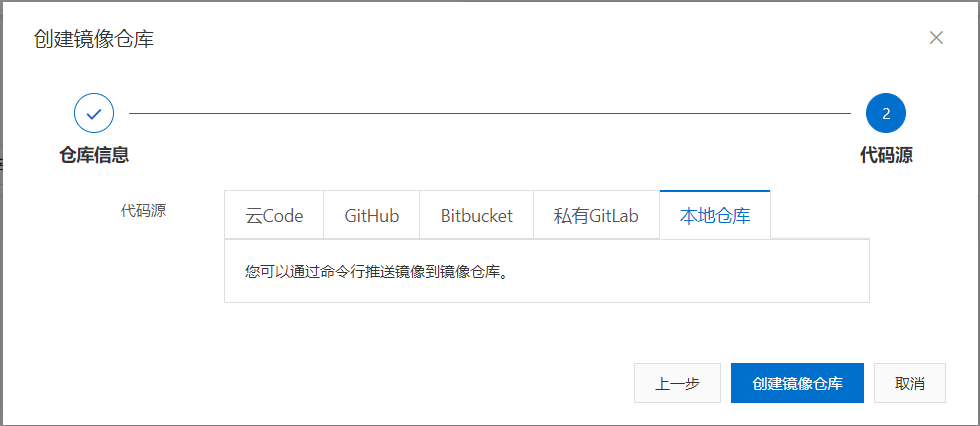 创建镜像仓库
2
仓库信息 代码源
代码源 云Code GitHub Bitbucket 私有GitLab 本地仓库
您可以通过命令行推送镜像到镜像仓库。
上一步 创建镜像仓库 取消